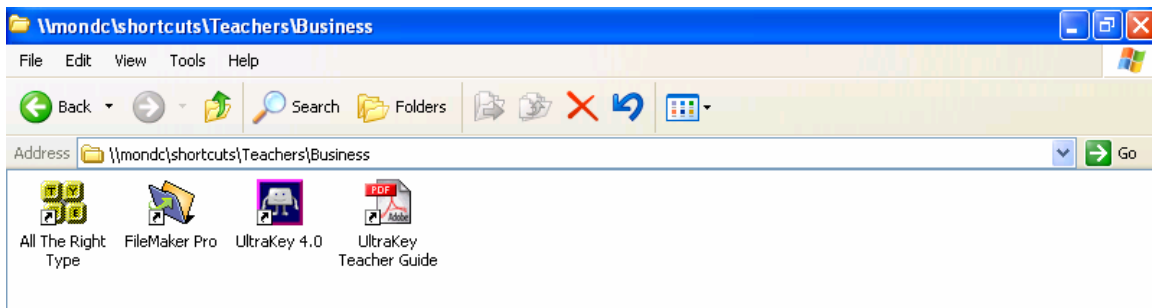 \\mondc\shortcuts\Teachers\Business
File Edit View Tools Help
Back Search Folders
Address \\mondc\shortcuts\Teachers\Business Go
T Y
P E
PDF
Adobe
All The Right
Type
FileMaker Pro
UltraKey 4.0
UltraKey
Teacher Guide